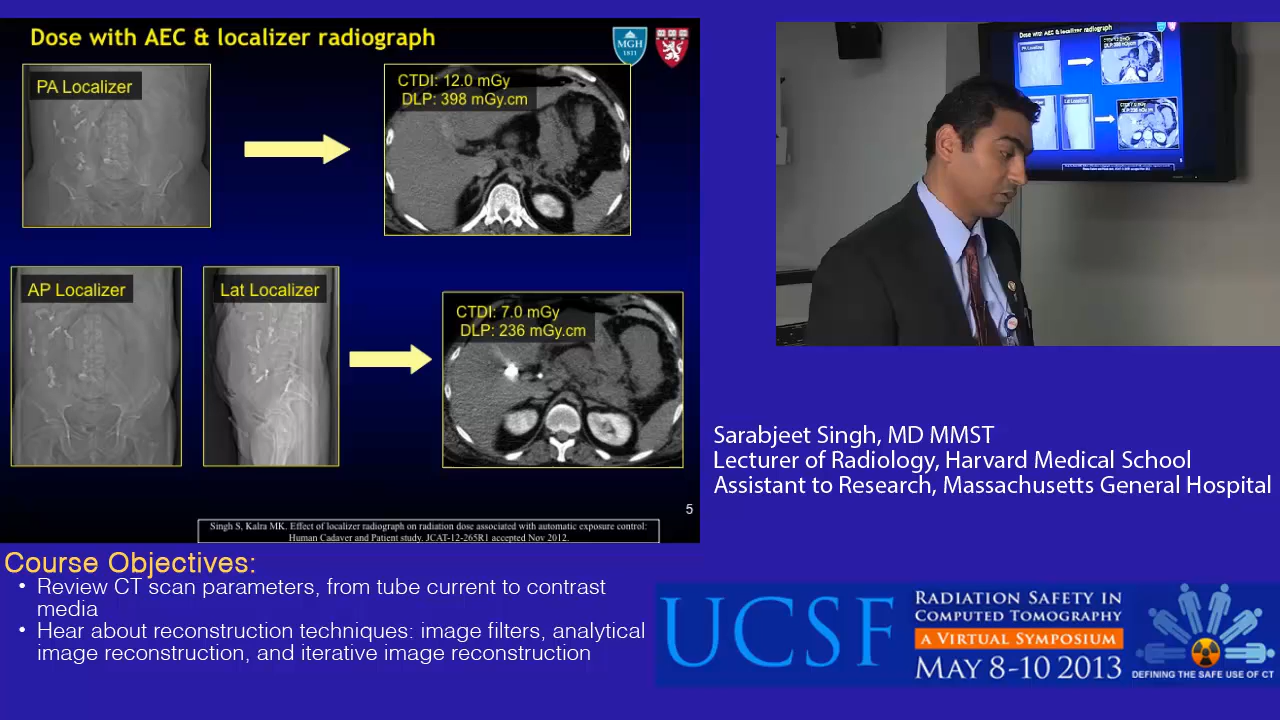 Dose with AEC & localizer radiograph
MGH
1811
PA Localizer
CTDI: 12.0 mGy
DLP: 398 mGy.cm
AP Localizer
Lat Localizer
CTDI: 7.0 mGy
DLP: 236 mGy.cm
5
Singh S, Kalra MK. Effect of localizer radiograph on radiation dose associated with automatic exposure control:
Human Cadaver and Patient study. JCAT-12-265R1 accepted Nov 2012.
Dose with AEC & localizer radiograph
Sarabjeet Singh, MD MMST
Lecturer of Radiology, Harvard Medical School
Assistant to Research, Massachusetts General Hospital
Course Objectives:
• Review CT scan parameters, from tube current to contrast
media
• Hear about reconstruction techniques: image filters, analytical
image reconstruction, and iterative image reconstruction
UCSF
RADIATION SAFETY IN
COMPUTED TOMOGRAPHY
A VIRTUAL SYMPOSIUM
MAY 8-10 2013
DEFINING THE SAFE USE OF CT